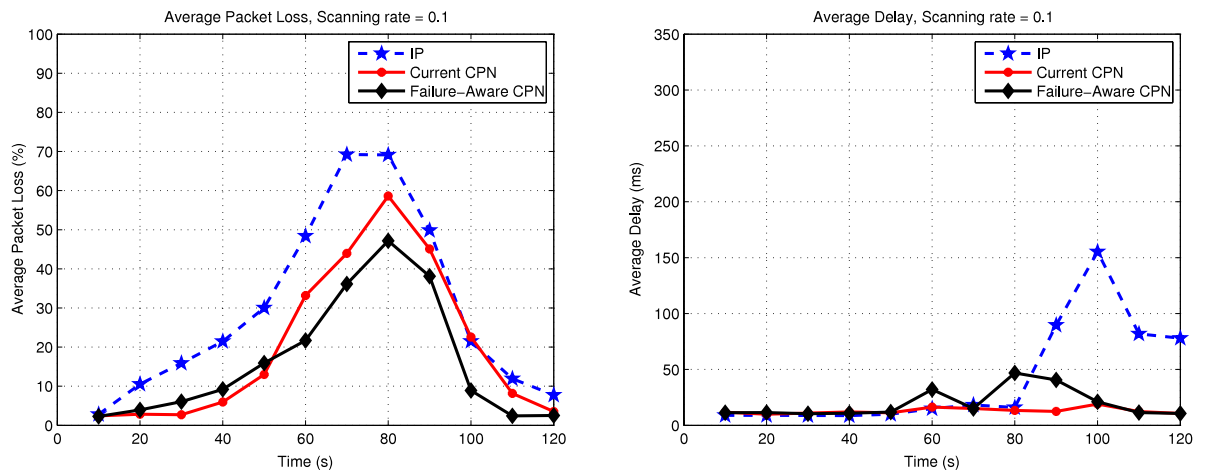 Average Packet Loss, Scanning rate = 0.1
100
90
80
70
60
50
40
30
20
10
0
0 20 40 60 80 100 120
Average Packet Loss (%)
Time (s)
IP
Current CPN
Failure-Aware CPN
Average Delay, Scanning rate = 0.1
350
300
250
200
150
100
50
0
0 20 40 60 80 100 120
Average Delay (ms)
Time (s)
IP
Current CPN
Failure-Aware CPN